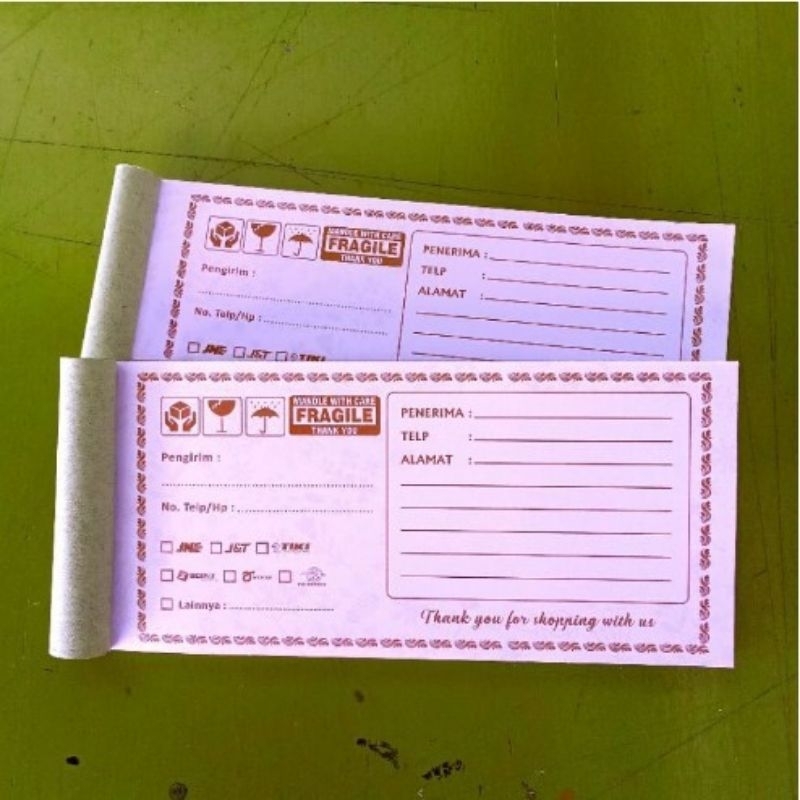 HANDLE WITH CARE
FRAGILE
THANK YOU
Pengirim :
No. Telp/Hp :
JNE J&T TIKI
PENERIMA :
TELP :
ALAMAT :
HANDLE WITH CARE
FRAGILE
THANK YOU
Pengirim :
No. Telp/Hp :
JNE J&T TIKI
Lainnya :
PENERIMA :
TELP :
ALAMAT :
Thank you for shopping with us